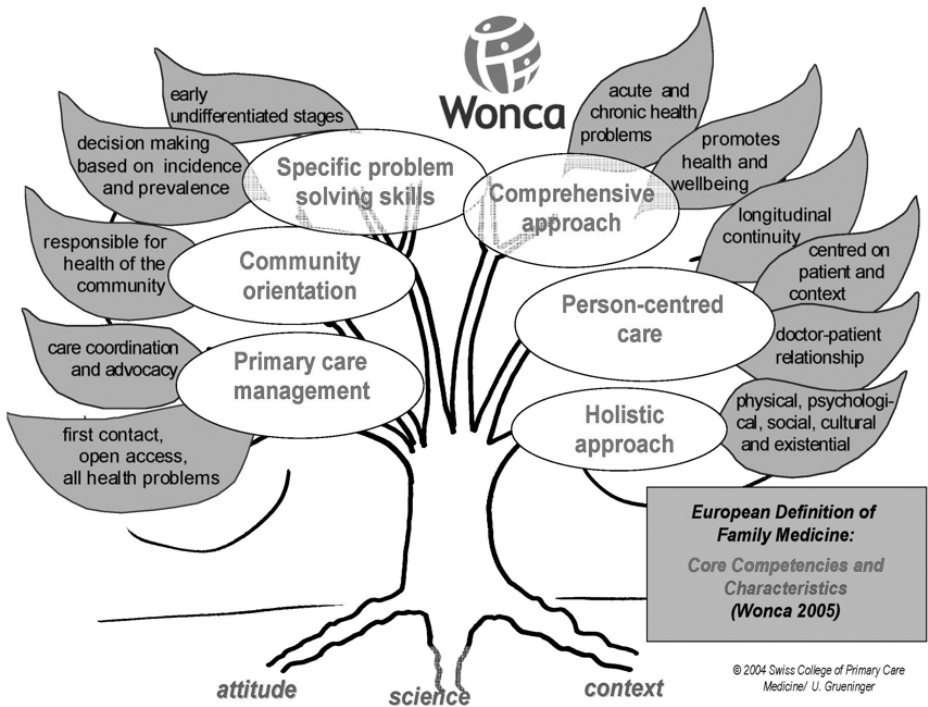 Wonca
early
undifferentiated stages
decision making
based on incidence
and prevalence
Specific problem
solving skills
responsible for
health of the
community
Community
orientation
care coordination
and advocacy
Primary care
management
first contact,
open access,
all health problems
acute and
chronic health
problems
promotes
health and
wellbeing
Comprehensive
approach
longitudinal
continuity
centred on
patient and
context
Person-centred
care
doctor-patient
relationship
physical, psychologi-
cal, social, cultural
and existential
Holistic
approach
European Definition of
Family Medicine:
Core Competencies and
Characteristics
(Wonca 2005)
attitude
science
context
© 2004 Swiss College of Primary Care
Medicine/ U. Grueninger